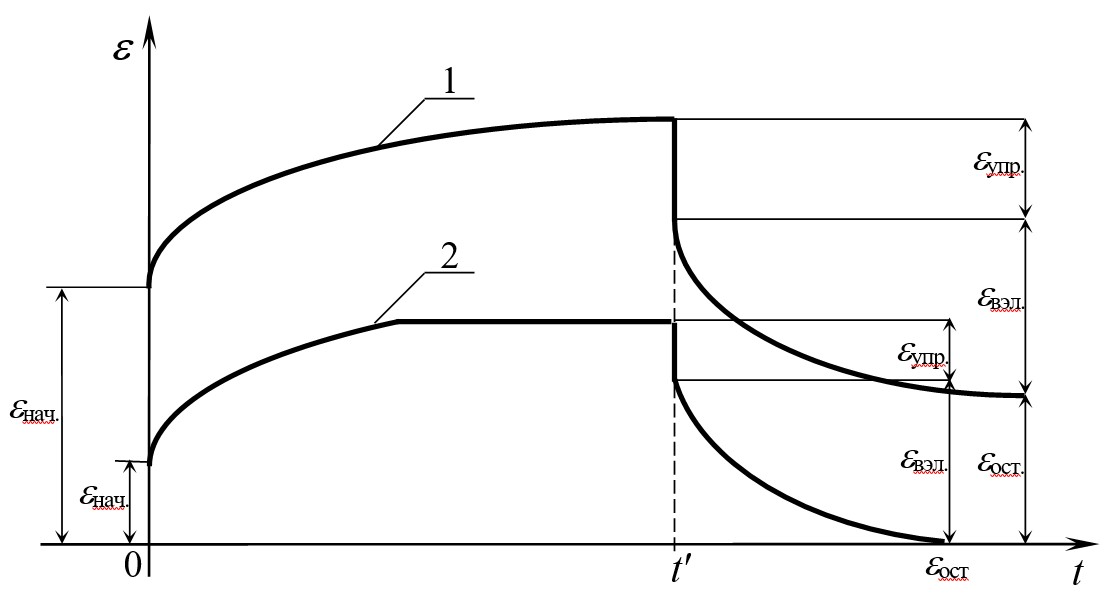 ε
1
εупр.
2
εвэл.
εупр.
εнач.
εвэл.
εост.
εнач.
0
t′
εост
t